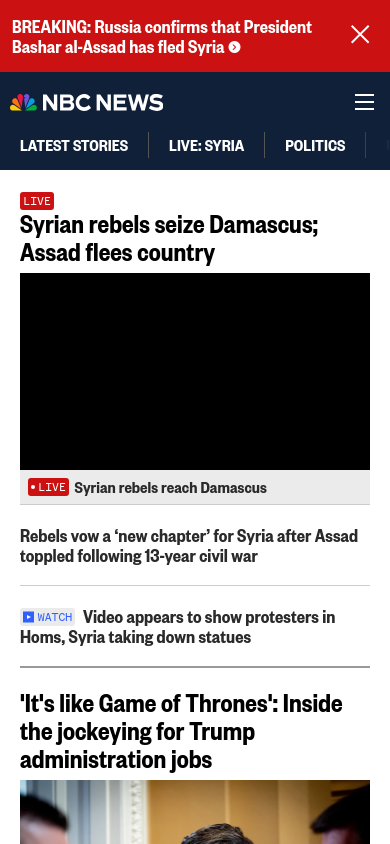 BREAKING: Russia confirms that President
Bashar al-Assad has fled Syria
NBC NEWS
LATEST STORIES
LIVE: SYRIA
POLITICS
LIVE
Syrian rebels seize Damascus;
Assad flees country
LIVE Syrian rebels reach Damascus
Rebels vow a ‘new chapter’ for Syria after Assad
toppled following 13-year civil war
WATCH Video appears to show protesters in
Homs, Syria taking down statues
'It's like Game of Thrones': Inside
the jockeying for Trump
administration jobs